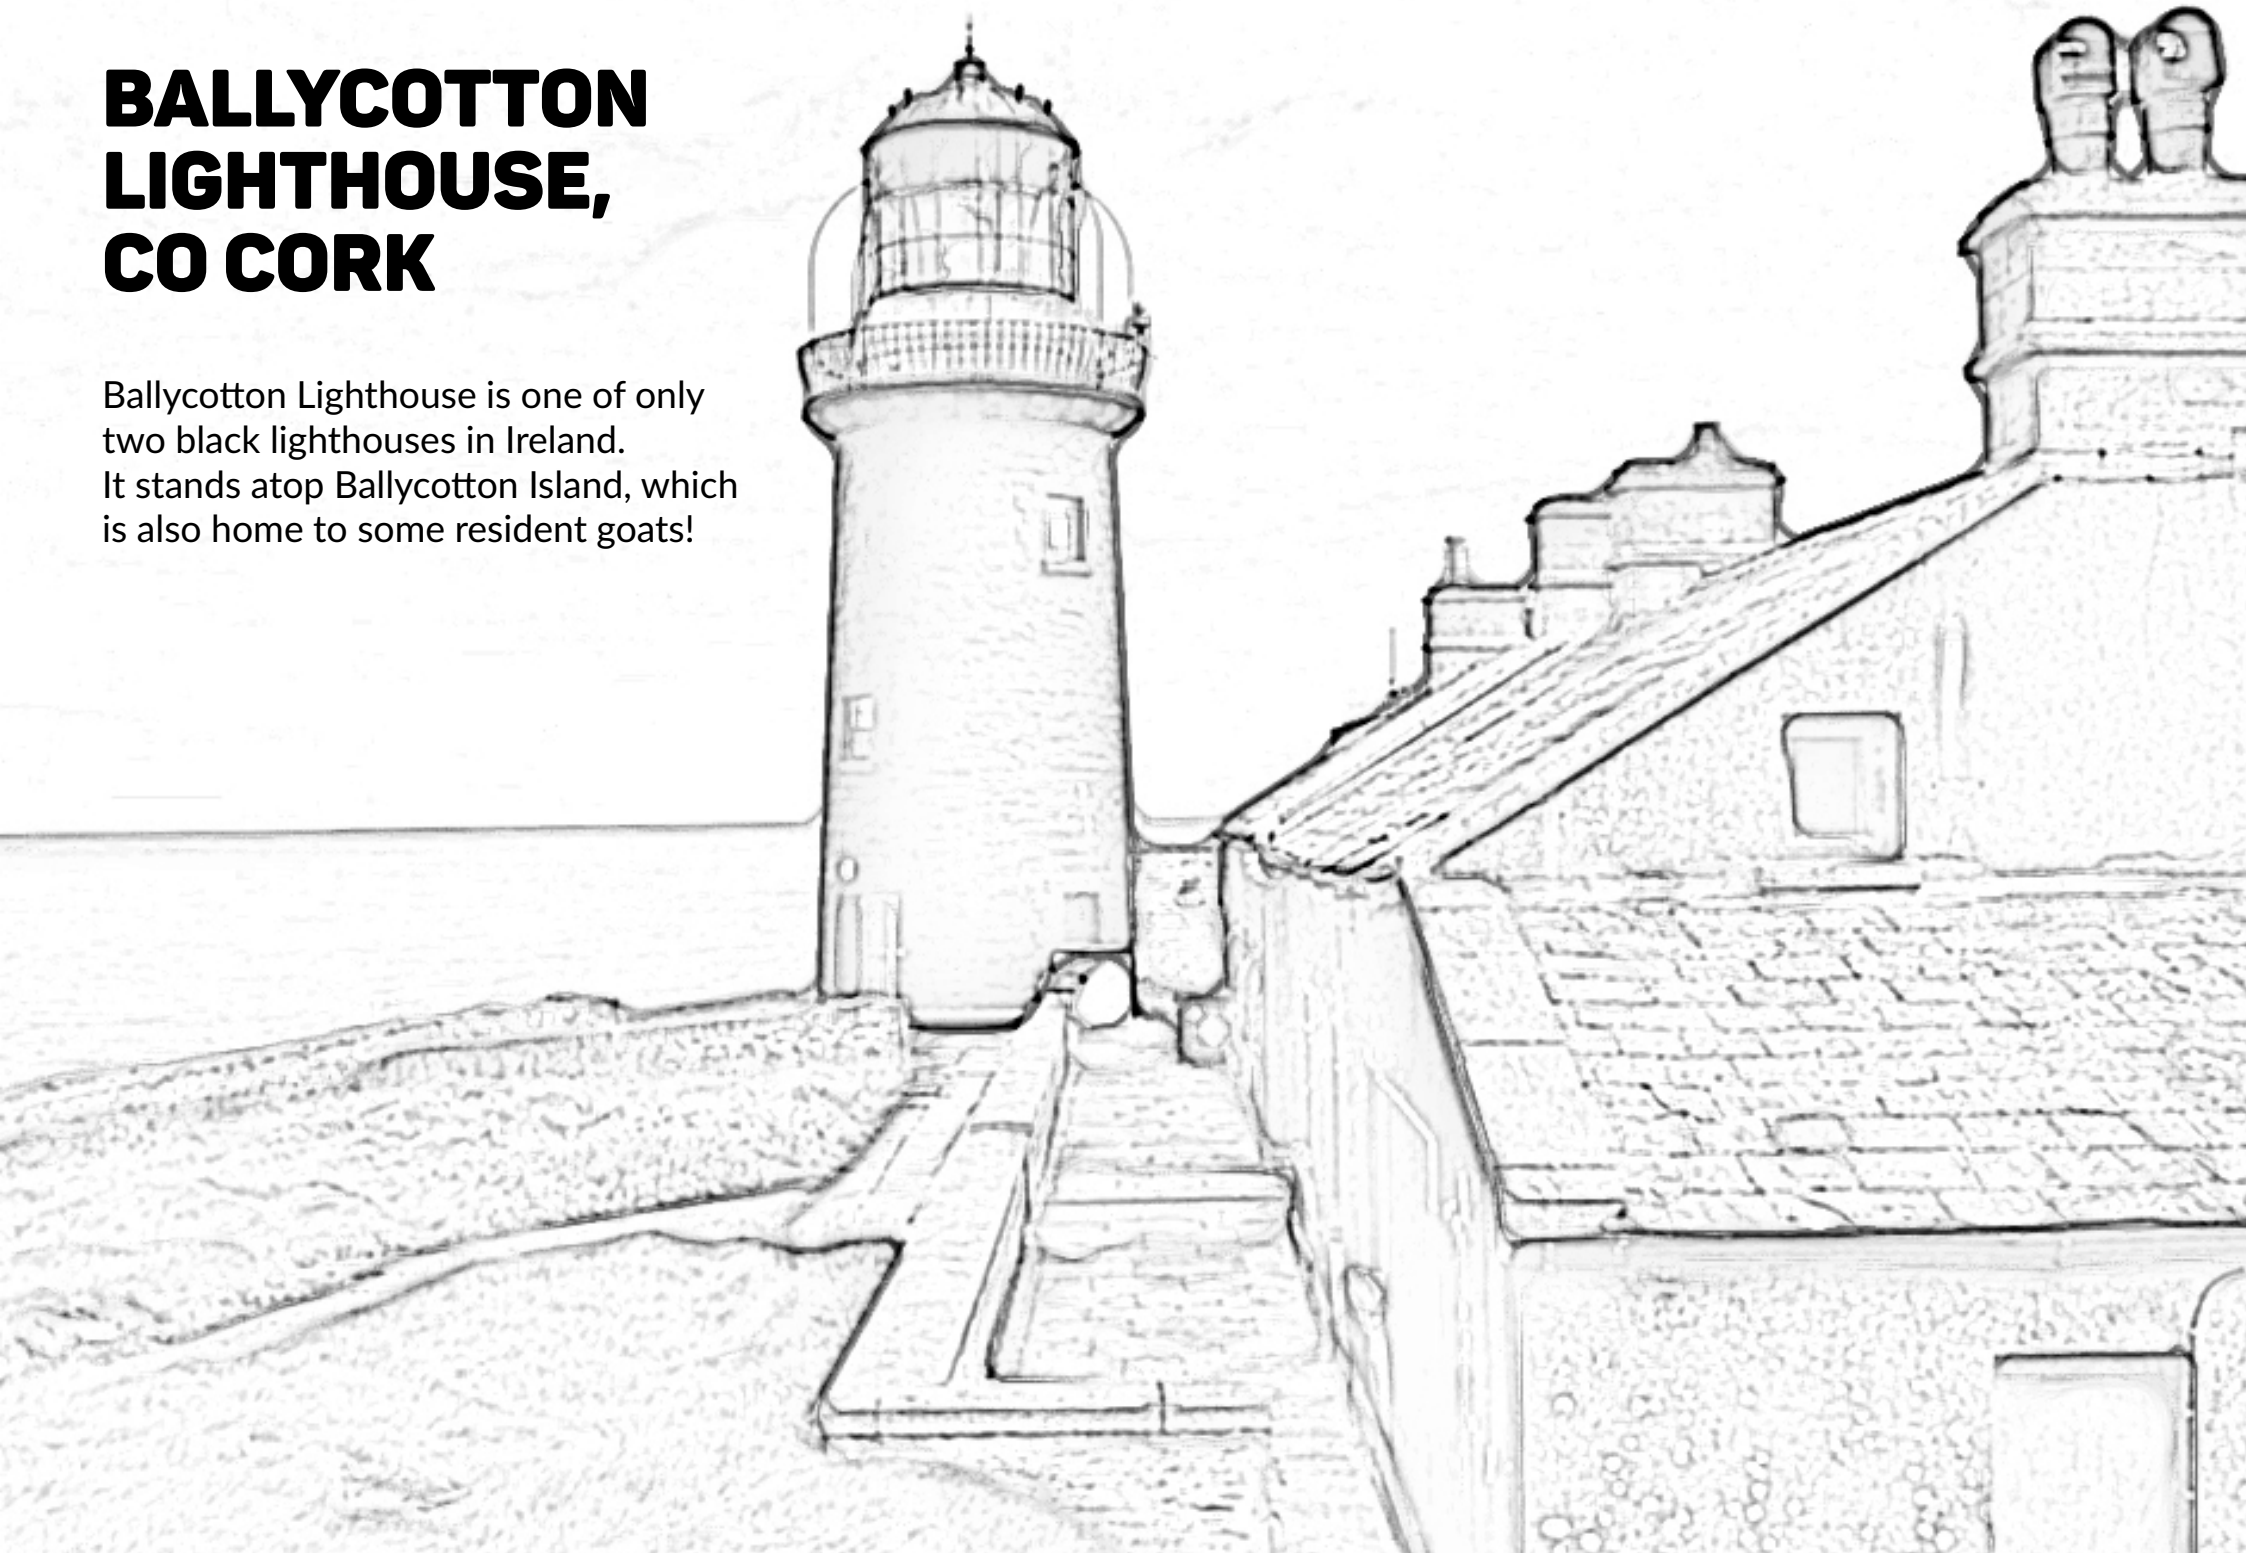 BALLYCOTTON
LIGHTHOUSE,
CO CORK
Ballycotton Lighthouse is one of only
two black lighthouses in Ireland.
It stands atop Ballycotton Island, which
is also home to some resident goats!